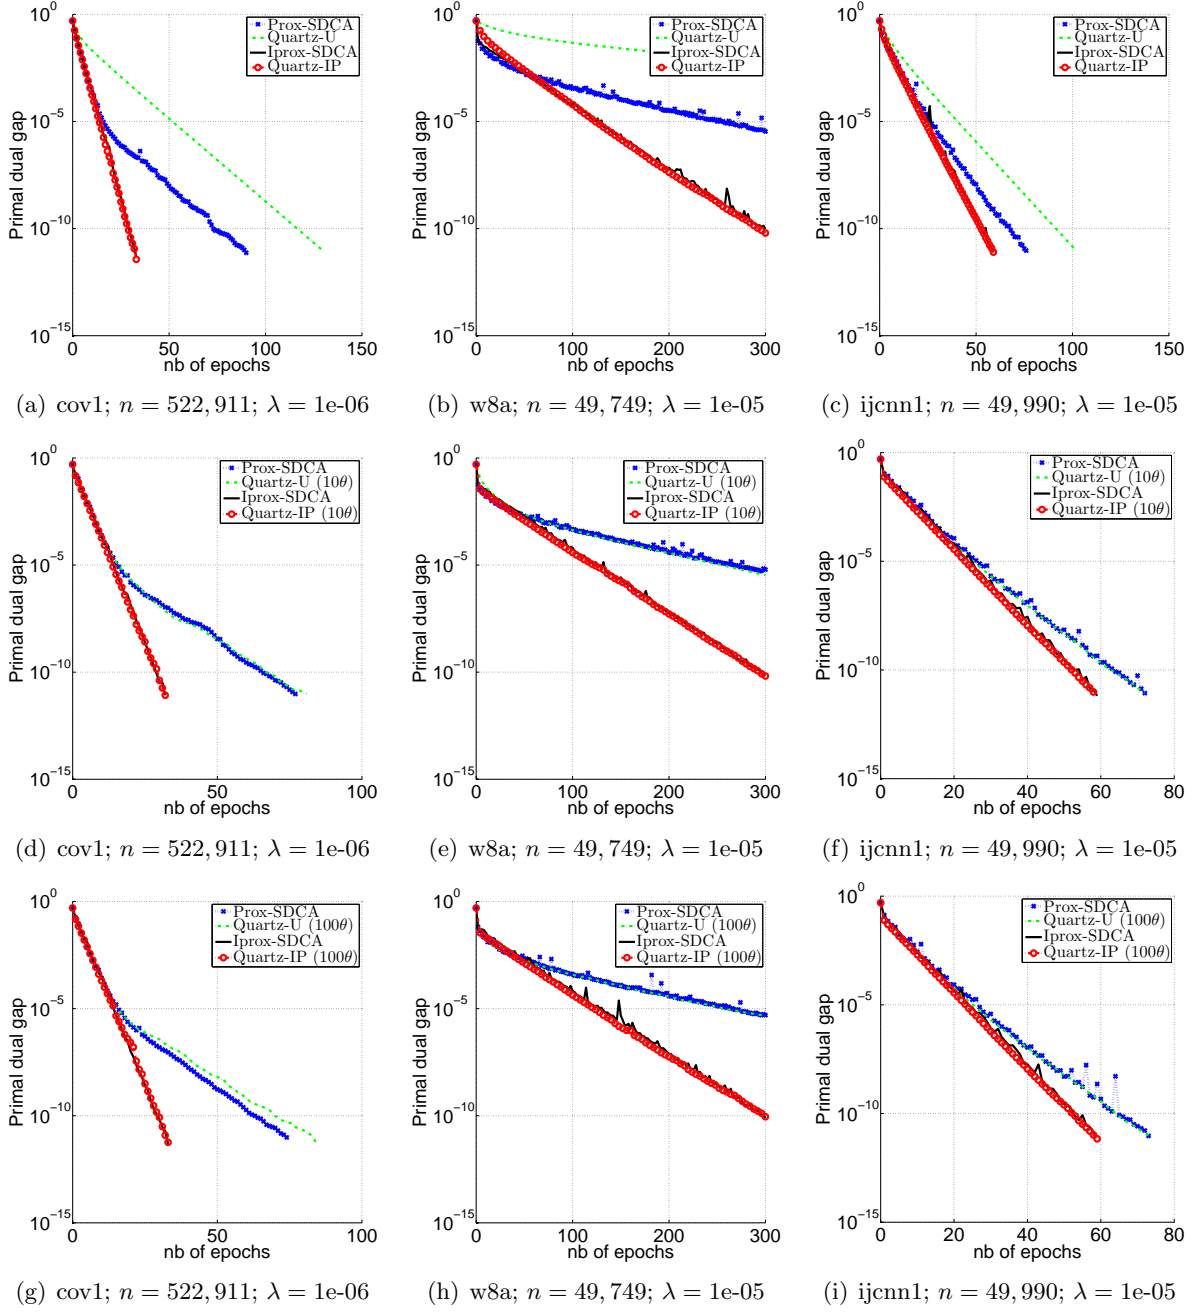 10^0
10^-5
10^-10
10^-15
Primal dual gap
0 50 100 150
nb of epochs
Prox-SDCA
Quartz-U
Iprox-SDCA
Quartz-IP
(a) cov1; n = 522,911; λ = 1e-06
10^0
10^-5
10^-10
10^-15
Primal dual gap
0 100 200 300
nb of epochs
Prox-SDCA
Quartz-U
Iprox-SDCA
Quartz-IP
(b) w8a; n = 49,749; λ = 1e-05
10^0
10^-5
10^-10
10^-15
Primal dual gap
0 50 100 150
nb of epochs
Prox-SDCA
Quartz-U
Iprox-SDCA
Quartz-IP
(c) ijcnn1; n = 49,990; λ = 1e-05
10^0
10^-5
10^-10
10^-15
Primal dual gap
0 50 100
nb of epochs
Prox-SDCA
Quartz-U (10θ)
Iprox-SDCA
Quartz-IP (10θ)
(d) cov1; n = 522,911; λ = 1e-06
10^0
10^-5
10^-10
10^-15
Primal dual gap
0 100 200 300
nb of epochs
Prox-SDCA
Quartz-U (10θ)
Iprox-SDCA
Quartz-IP (10θ)
(e) w8a; n = 49,749; λ = 1e-05
10^0
10^-5
10^-10
10^-15
Primal dual gap
0 20 40 60 80
nb of epochs
Prox-SDCA
Quartz-U (10θ)
Iprox-SDCA
Quartz-IP (10θ)
(f) ijcnn1; n = 49,990; λ = 1e-05
10^0
10^-5
10^-10
10^-15
Primal dual gap
0 50 100
nb of epochs
Prox-SDCA
Quartz-U (100θ)
Iprox-SDCA
Quartz-IP (100θ)
(g) cov1; n = 522,911; λ = 1e-06
10^0
10^-5
10^-10
10^-15
Primal dual gap
0 100 200 300
nb of epochs
Prox-SDCA
Quartz-U (100θ)
Iprox-SDCA
Quartz-IP (100θ)
(h) w8a; n = 49,749; λ = 1e-05
10^0
10^-5
10^-10
10^-15
Primal dual gap
0 20 40 60 80
nb of epochs
Prox-SDCA
Quartz-U (100θ)
Iprox-SDCA
Quartz-IP (100θ)
(i) ijcnn1; n = 49,990; λ = 1e-05